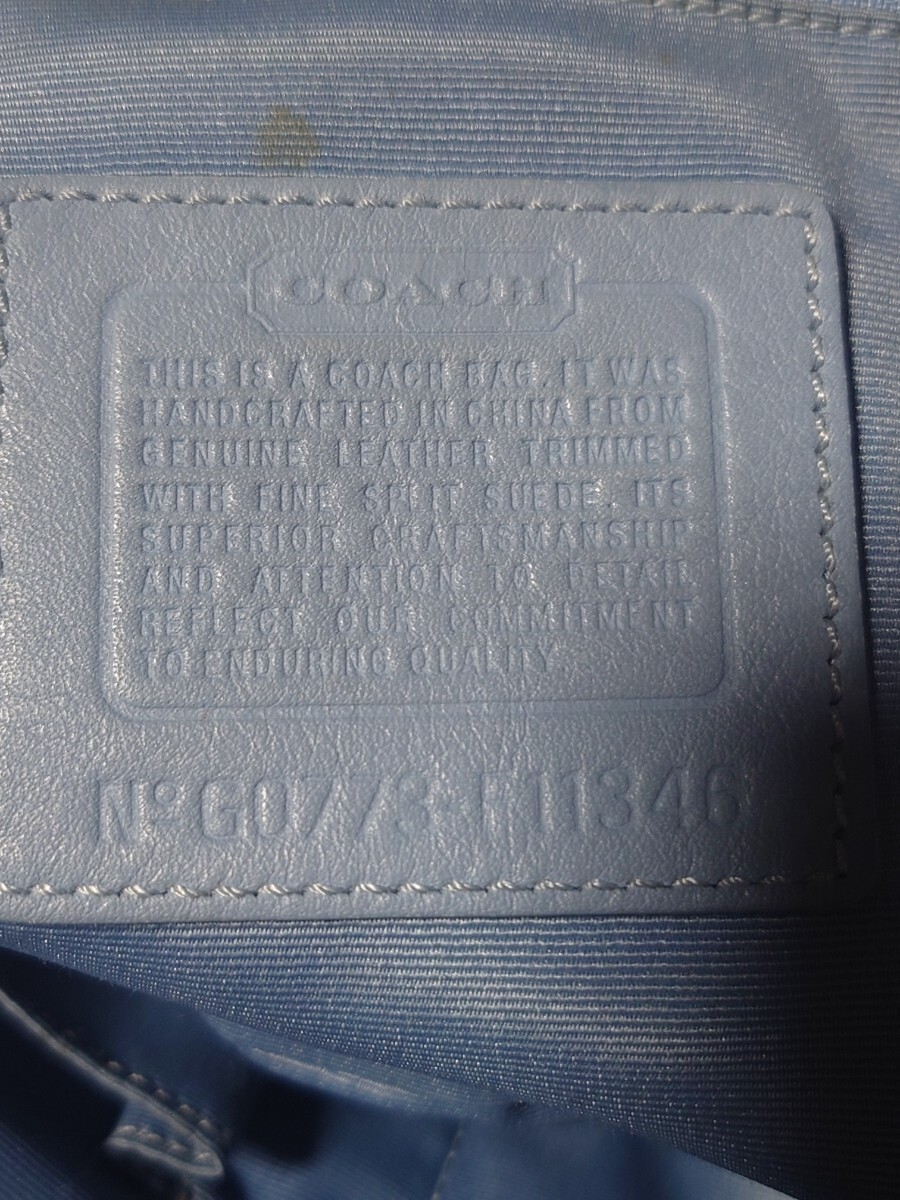 COACH
THIS IS A COACH BAG. IT WAS
HANDCRAFTED IN CHINA FROM
GENUINE LEATHER TRIMMED
WITH FINE SPLIT SUEDE. ITS
SUPERIOR CRAFTSMANSHIP
AND ATTENTION TO DETAIL
REFLECT OUR COMMITMENT
TO ENDURING QUALITY.
Nº G0773-F11346